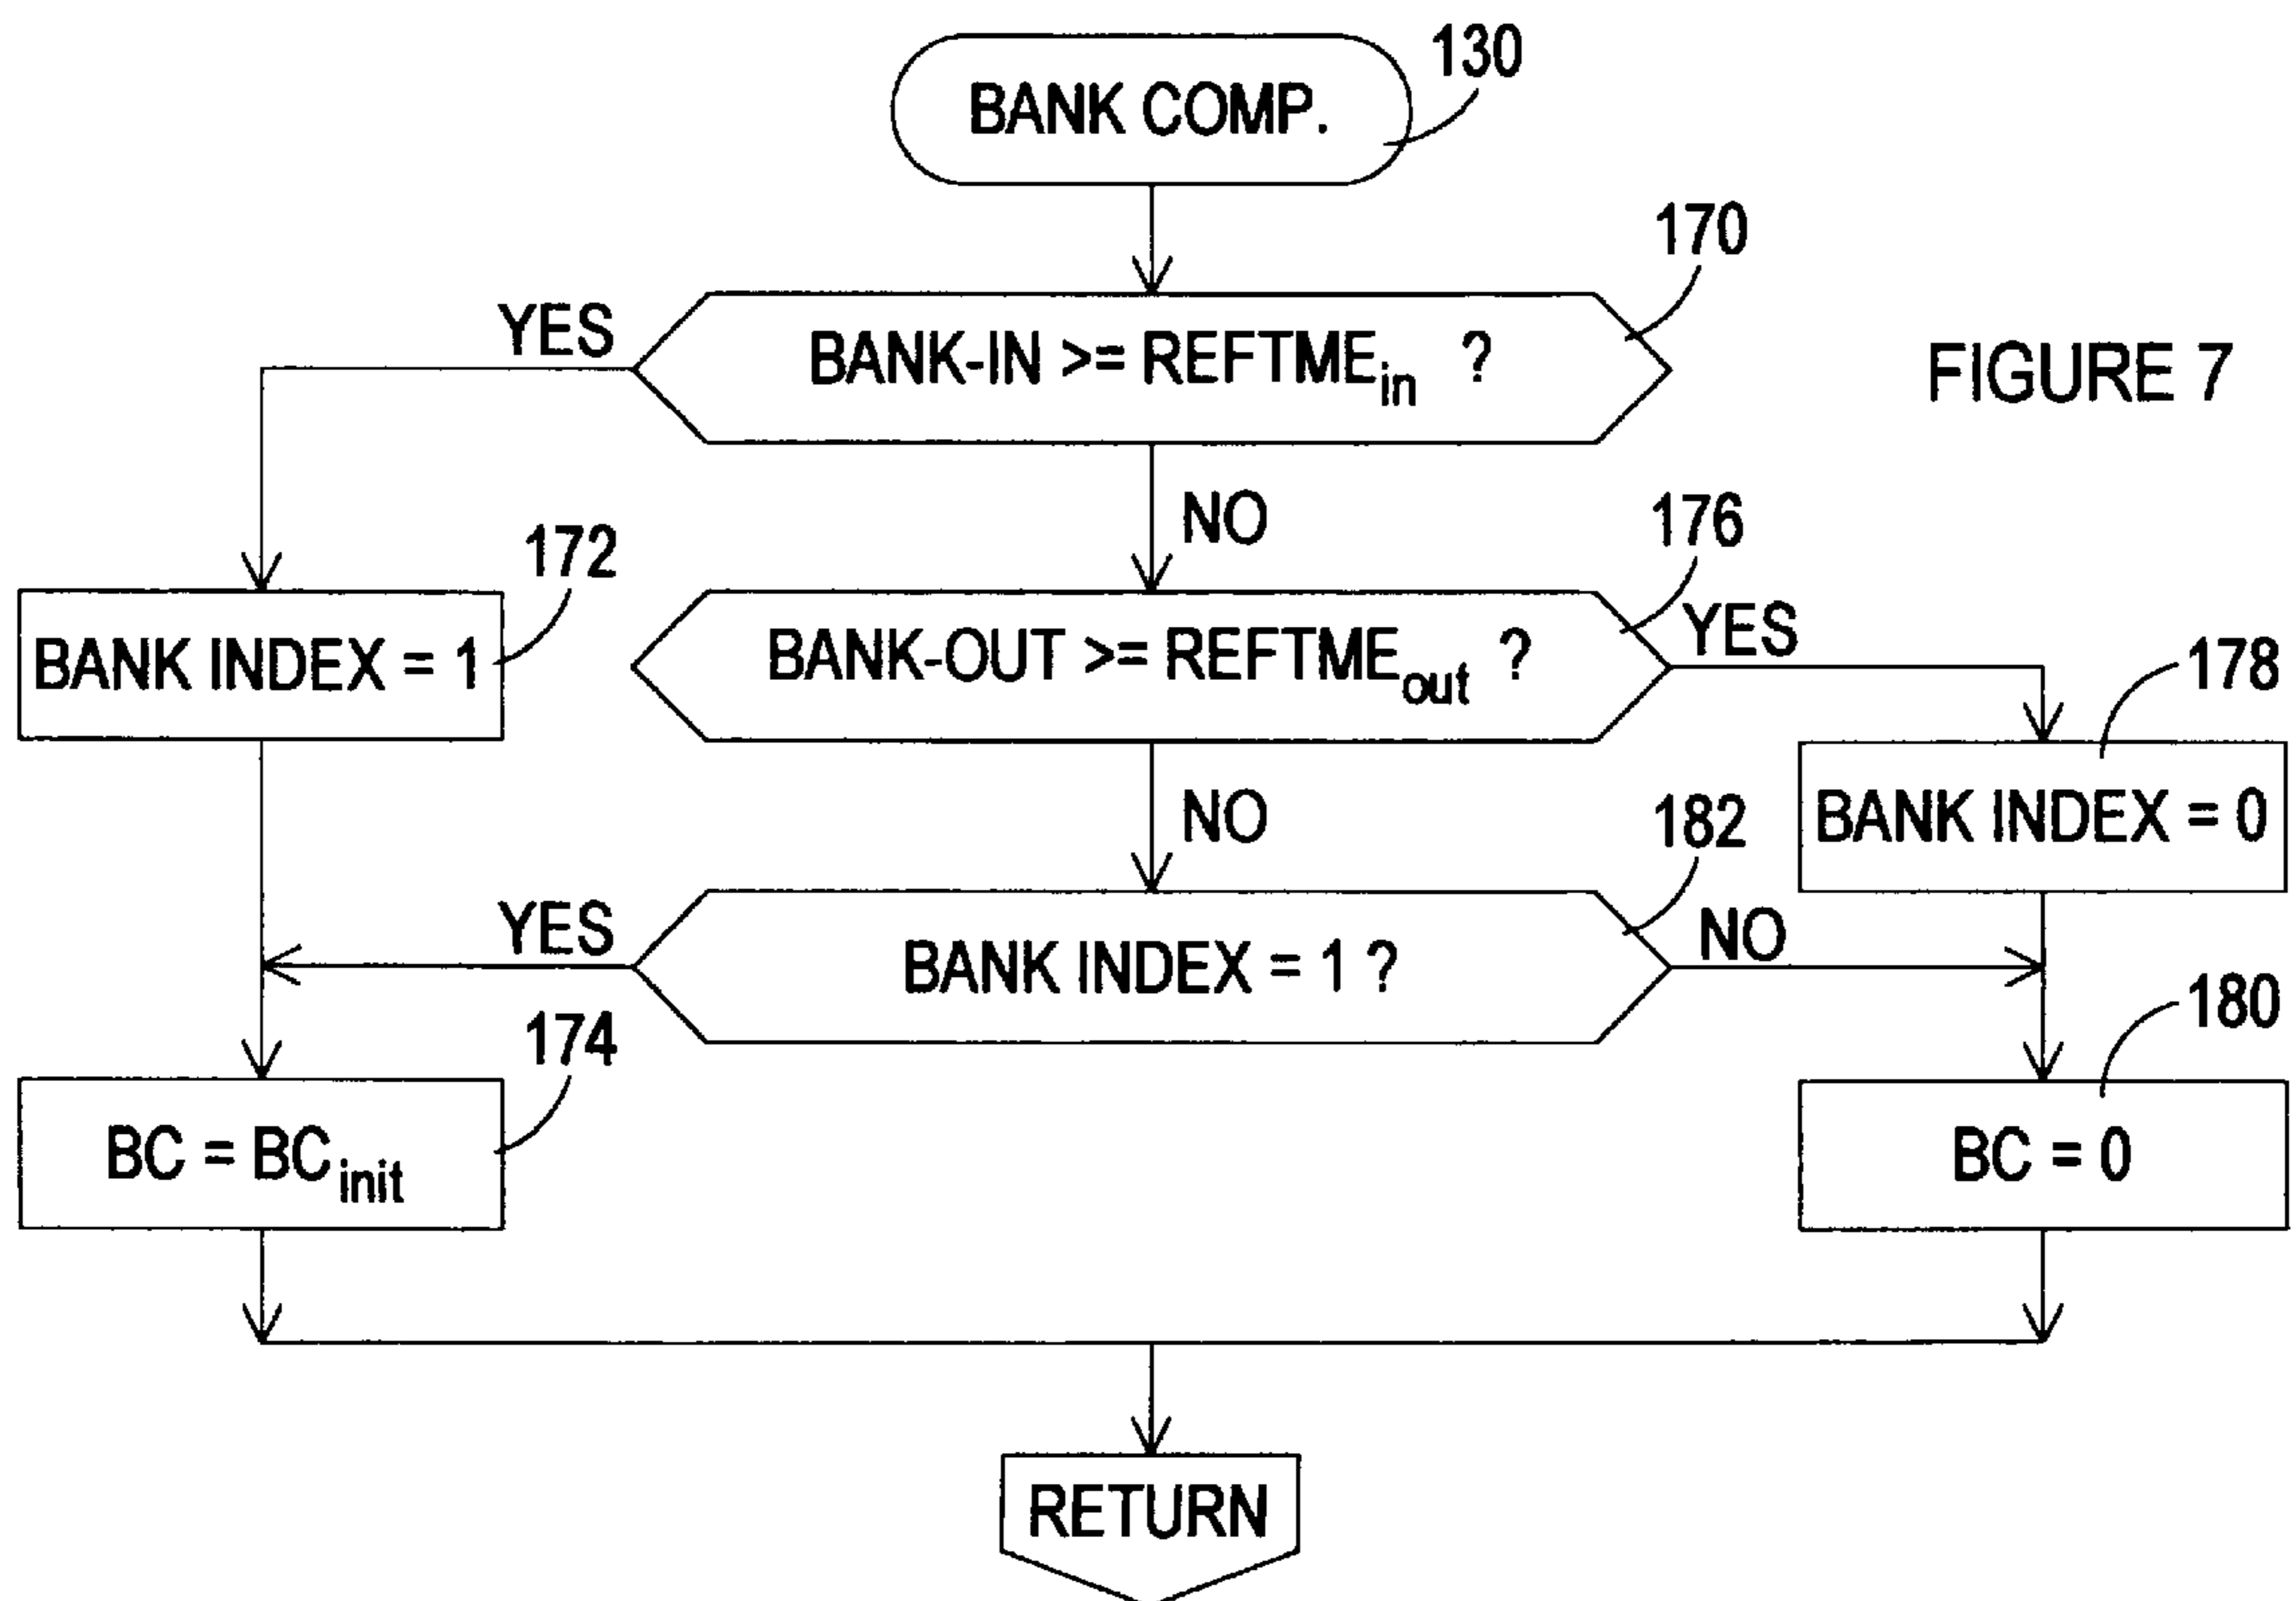 BANK COMP.
130
170
YES
BANK-IN >= REFTMEin ?
FIGURE 7
NO
176
172
BANK INDEX = 1
BANK-OUT >= REFTMEout ?
YES
178
NO
182
BANK INDEX = 0
YES
BANK INDEX = 1 ?
NO
180
174
BC = BCinit
BC = 0
RETURN